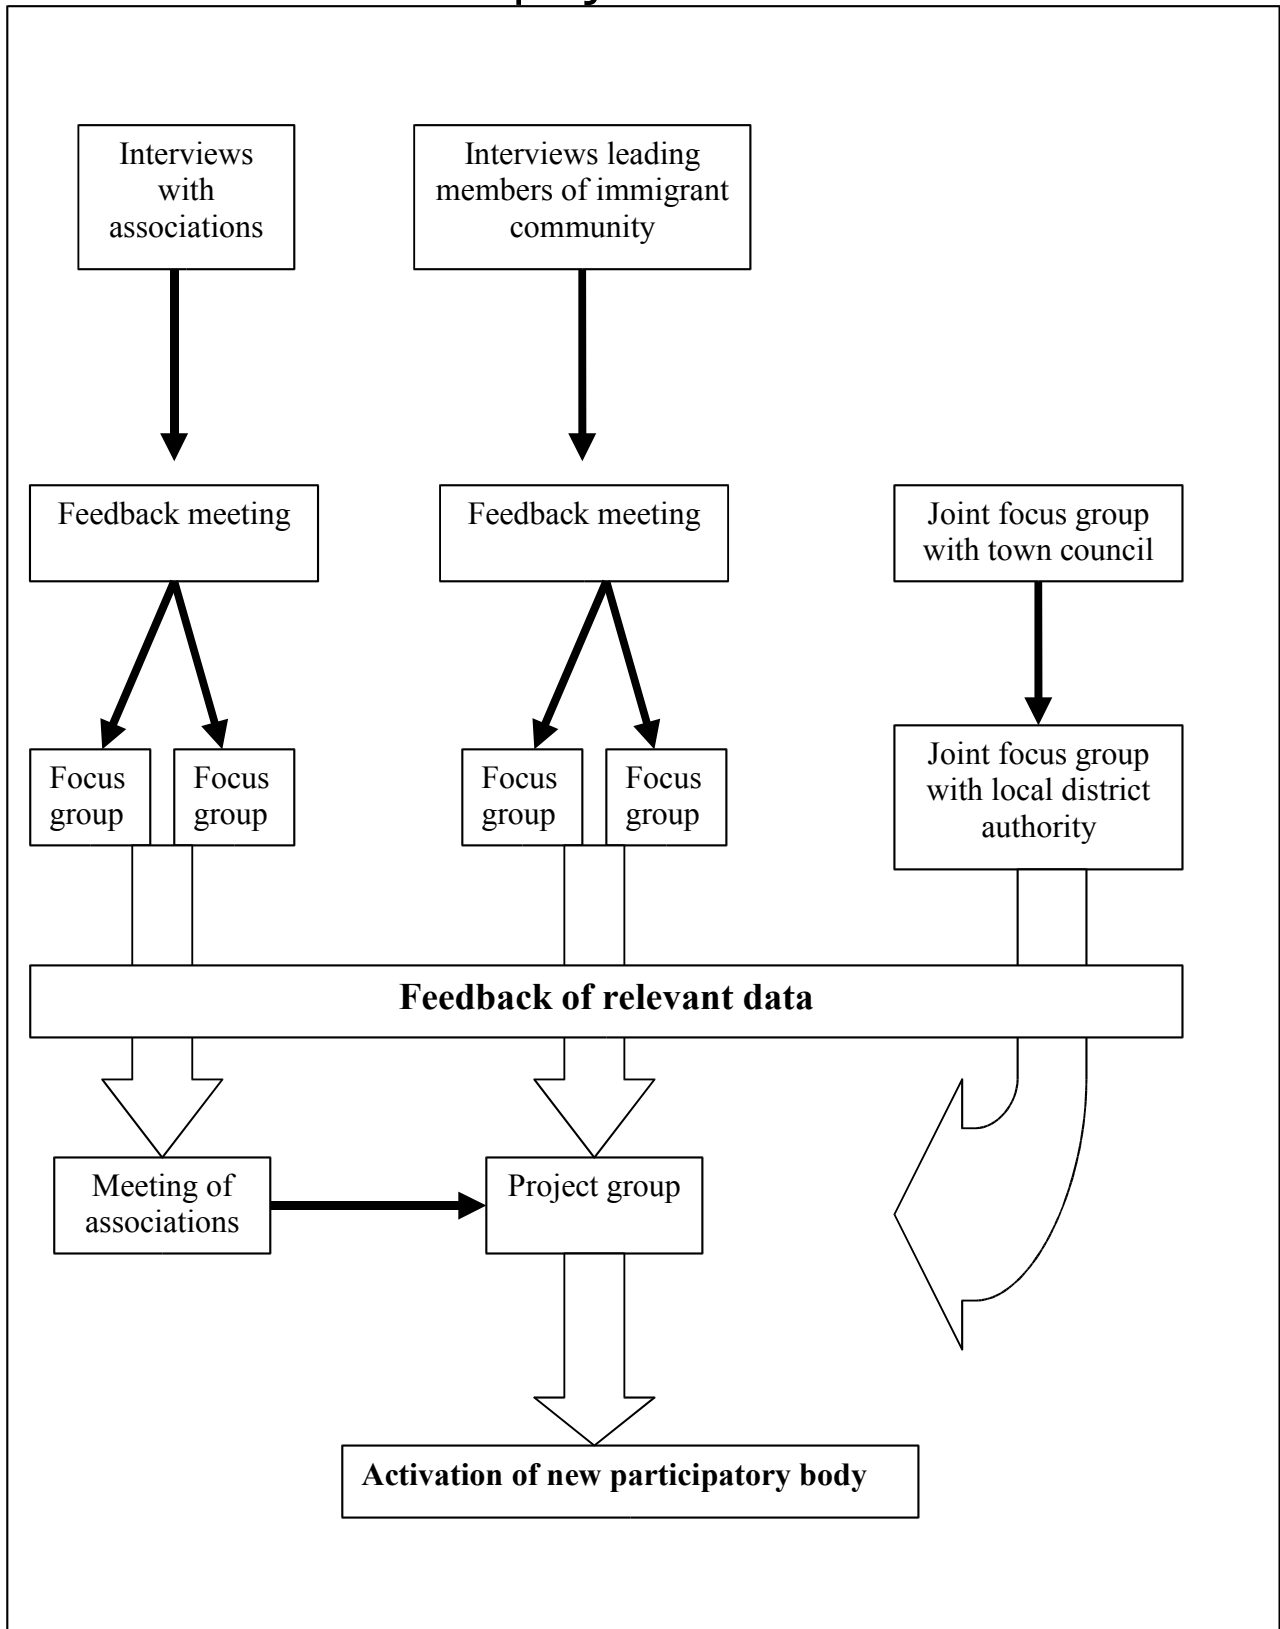 Interviews
with
associations
Interviews leading
members of immigrant
community
Feedback meeting
Feedback meeting
Joint focus group
with town council
Focus
group
Focus
group
Focus
group
Focus
group
Joint focus group
with local district
authority
Feedback of relevant data
Meeting of
associations
Project group
Activation of new participatory body